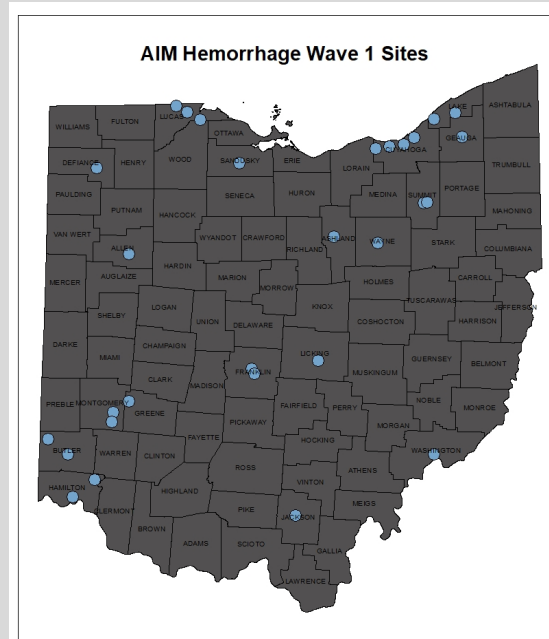 AIM Hemorrhage Wave 1 Sites
WILLIAMS
FULTON
LUCAS
OTTAWA
LAKE
ASHTABULA
GEAUGA
CUYAHOGA
DEFIANCE
HENRY
WOOD
SANDUSKY
ERIE
LORAIN
TRUMBULL
PAULDING
SENECA
HURON
MEDINA
SUMMIT
PORTAGE
PUTNAM
HANCOCK
MAHONING
VAN WERT
ALLEN
WYANDOT
CRAWFORD
RICHLAND
ASHLAND
WAYNE
STARK
COLUMBIANA
HARDIN
AUGLAIZE
MERCER
MARION
MORROW
HOLMES
CARROLL
TUSCARAWAS
JEFFERSON
LOGAN
SHELBY
UNION
KNOX
COSHOCTON
HARRISON
DELAWARE
DARKE
CHAMPAIGN
MIAMI
LICKING
GUERNSEY
BELMONT
FRANKLIN
MUSKINGUM
CLARK
MADISON
NOBLE
MONROE
PREBLE
MONTGOMERY
GREENE
FAIRFIELD
PERRY
PICKAWAY
MORGAN
FAYETTE
HOCKING
BUTLER
WARREN
CLINTON
WASHINGTON
ROSS
ATHENS
VINTON
HAMILTON
HIGHLAND
MEIGS
CLERMONT
PIKE
JACKSON
BROWN
ADAMS
SCIOTO
GALLIA
LAWRENCE